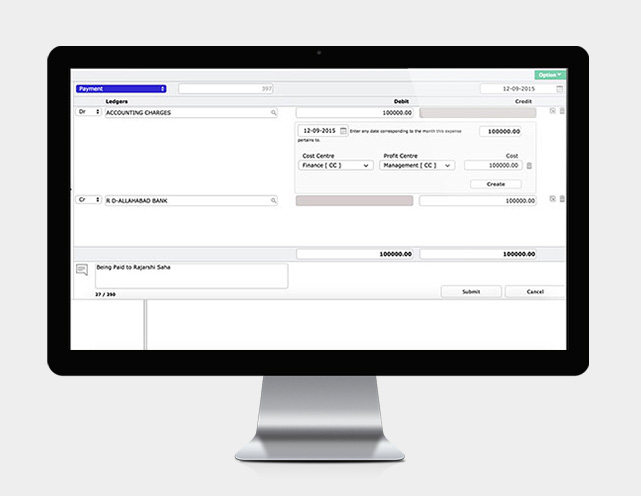 Option
Payment 397 12-09-2015
Ledgers Debit Credit
Dr ACCOUNTING CHARGES 100000.00
12-09-2015 Enter any date corresponding to the Month this expense pertains to. 100000.00
Cost Centre Profit Centre Cost
Finance [ CC ] Management [ CC ] 100000.00
Create
Cr R D-ALLAHABAD BANK 100000.00
100000.00 100000.00
Being Paid to Rajarshi Saha
27 / 250
Submit Cancel